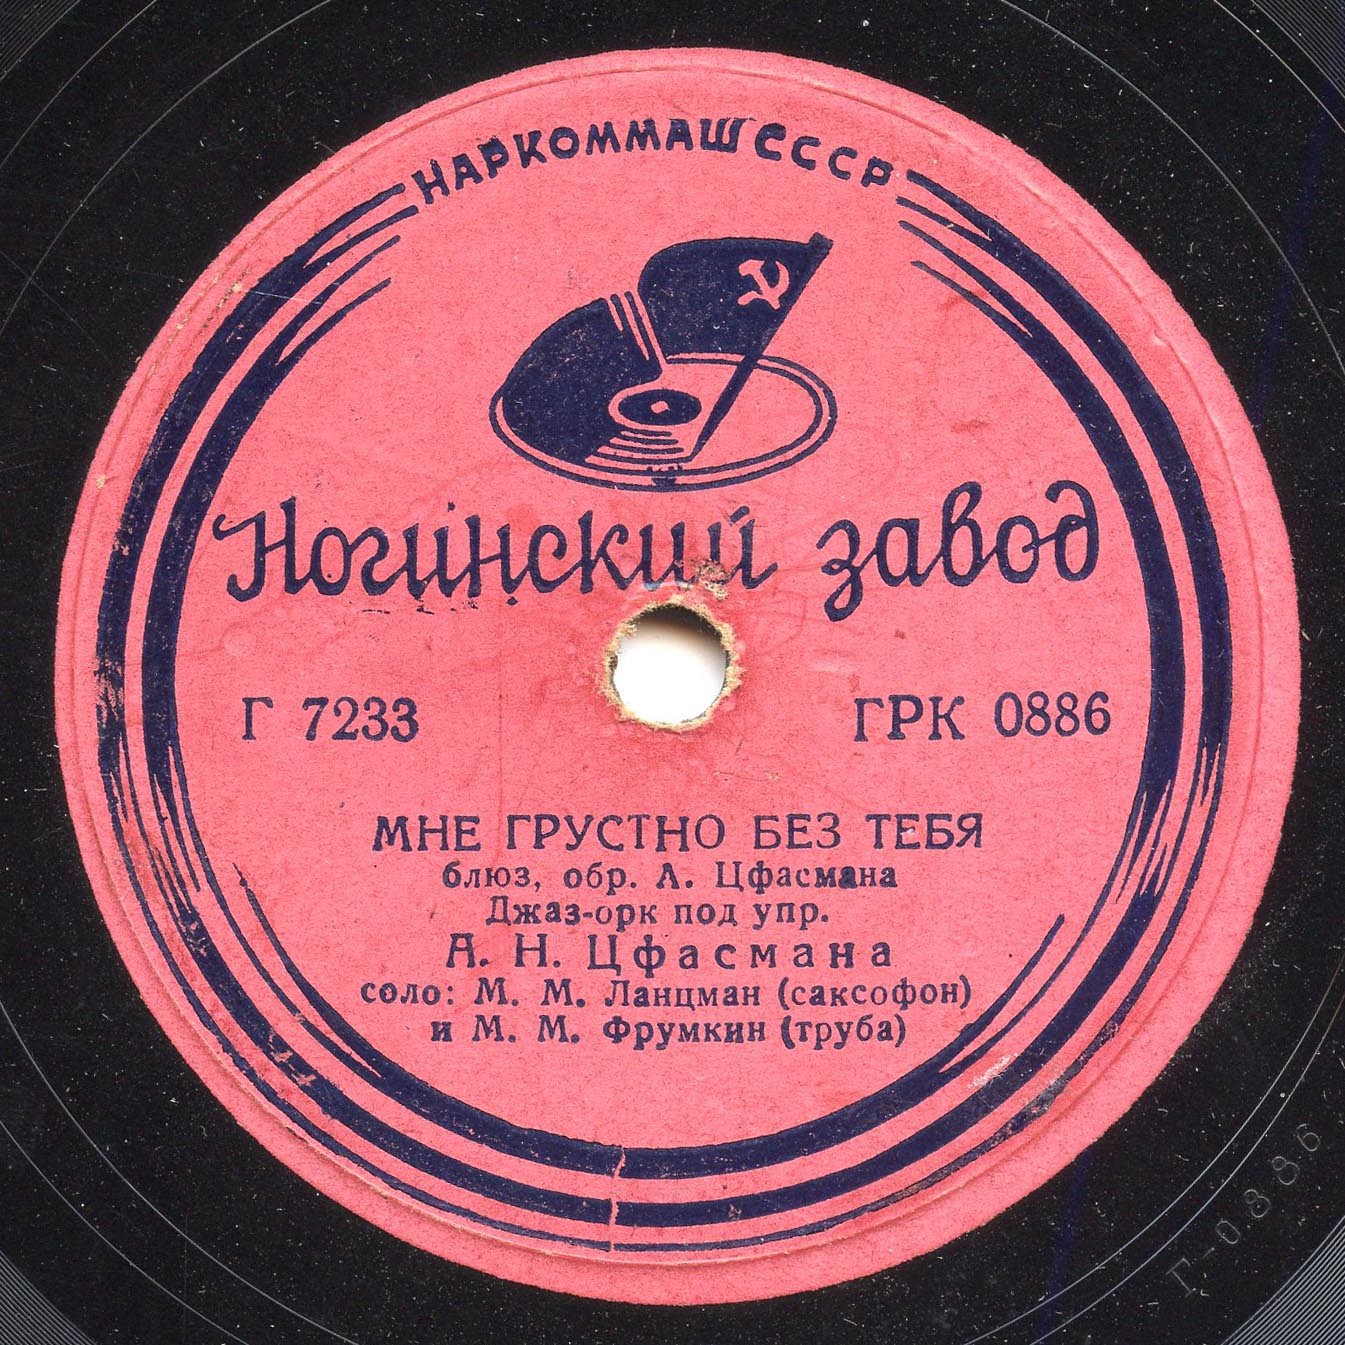 НАРКОММАШ СССР
Ногинский завод
Г 7233
ГРК 0886
МНЕ ГРУСТНО БЕЗ ТЕБЯ
блюз, обр. А. Цфасмана
Джаз-орк под упр.
А. Н. Цфасмана
соло: М. М. Ланцман (саксофон)
и М. М. Фрумкин (труба)
Г-0886